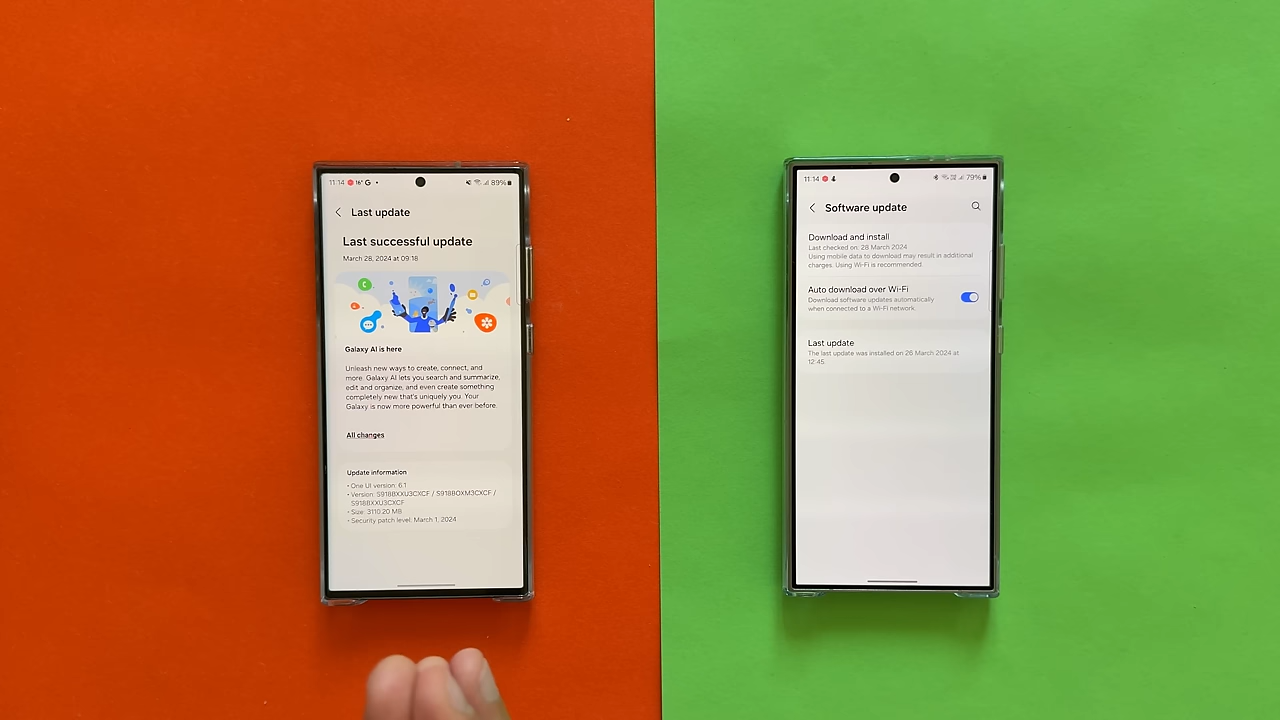 11:14 16° G •
89%
Last update
Last successful update
March 28, 2024 at 09:18
Galaxy AI is here
Unleash new ways to create, connect, and
more. Galaxy AI lets you search and summarize,
edit and organize, and even create something
completely new that's uniquely you. Your
Galaxy is now more powerful than ever before.
All changes
Update information
• One UI version: 6.1
• Version: S918BXXU3CXCF / S918BOXM3CXCF /
S918BXXU3CXCF
• Size: 3110.20 MB
• Security patch level: March 1, 2024
11:14
79%
Software update
Download and install
Last checked on: 28 March 2024
Using mobile data to download may result in additional
charges. Using Wi-Fi is recommended.
Auto download over Wi-Fi
Download software updates automatically
when connected to a Wi-Fi network.
Last update
The last update was installed on 26 March 2024 at
12:45.